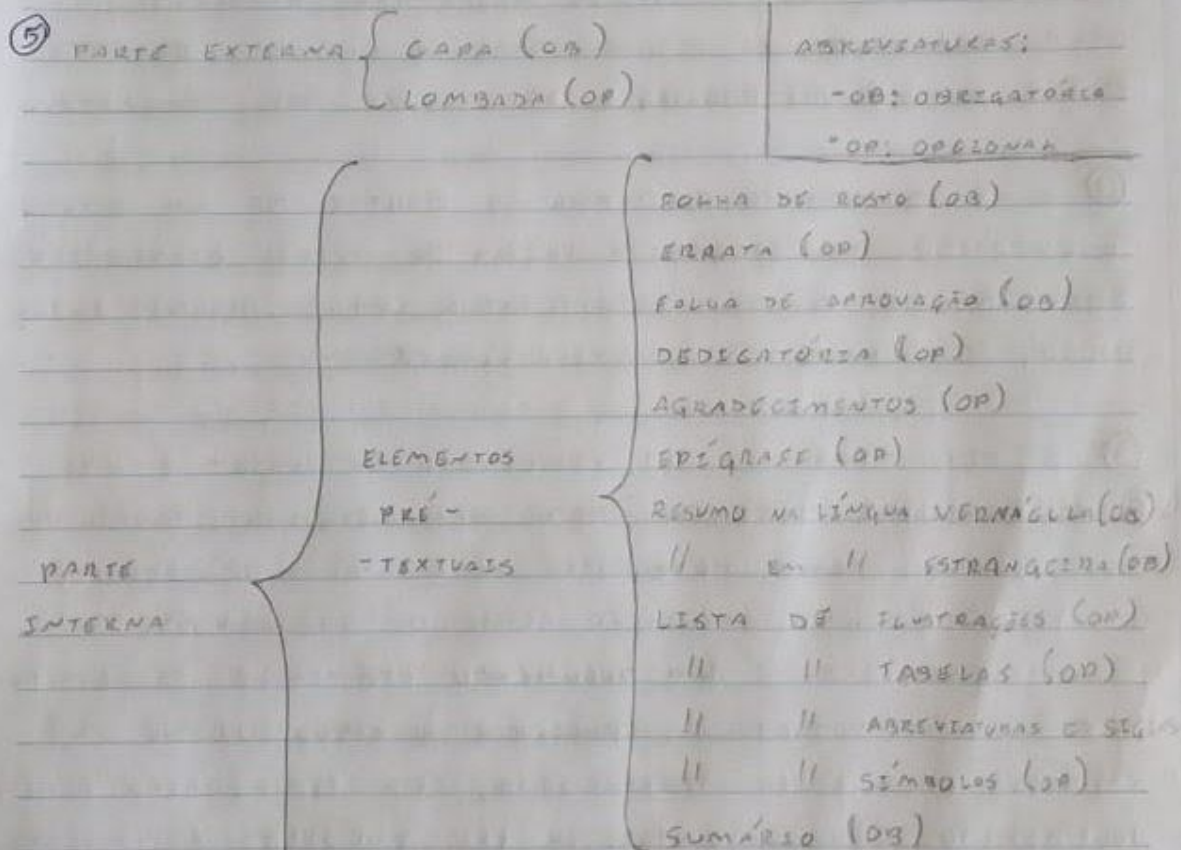 5 PARTE EXTERNA { CAPA (OB)
LOMBADA (OP)
ABREVIATURAS:
-OB: OBRIGATÓRIO
-OP: OPCIONAL
PARTE
INTERNA
ELEMENTOS
PRÉ-
-TEXTUAIS
FOLHA DE ROSTO (OB)
ERRATA (OP)
FOLHA DE APROVAÇÃO (OB)
DEDICATÓRIA (OP)
AGRADECIMENTOS (OP)
EPÍGRAFE (OP)
RESUMO NA LÍNGUA VERNÁCULA (OB)
" EM " ESTRANGEIRA (OB)
LISTA DE ILUSTRAÇÕES (OP)
" " TABELAS (OP)
" " ABREVIATURAS E SIGLAS
" " SÍMBOLOS (OP)
SUMÁRIO (OB)